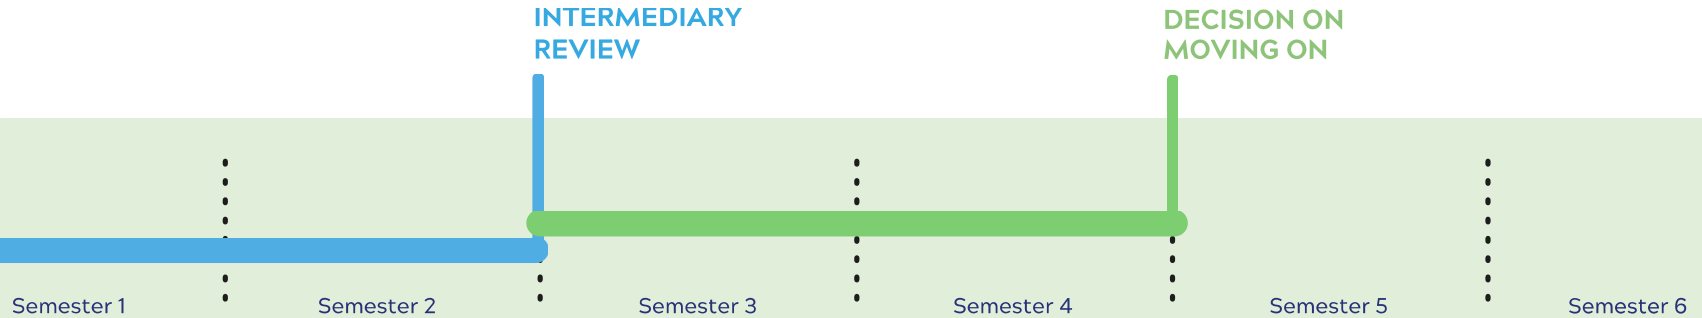 INTERMEDIARY
REVIEW
DECISION ON
MOVING ON
Semester 1
Semester 2
Semester 3
Semester 4
Semester 5
Semester 6